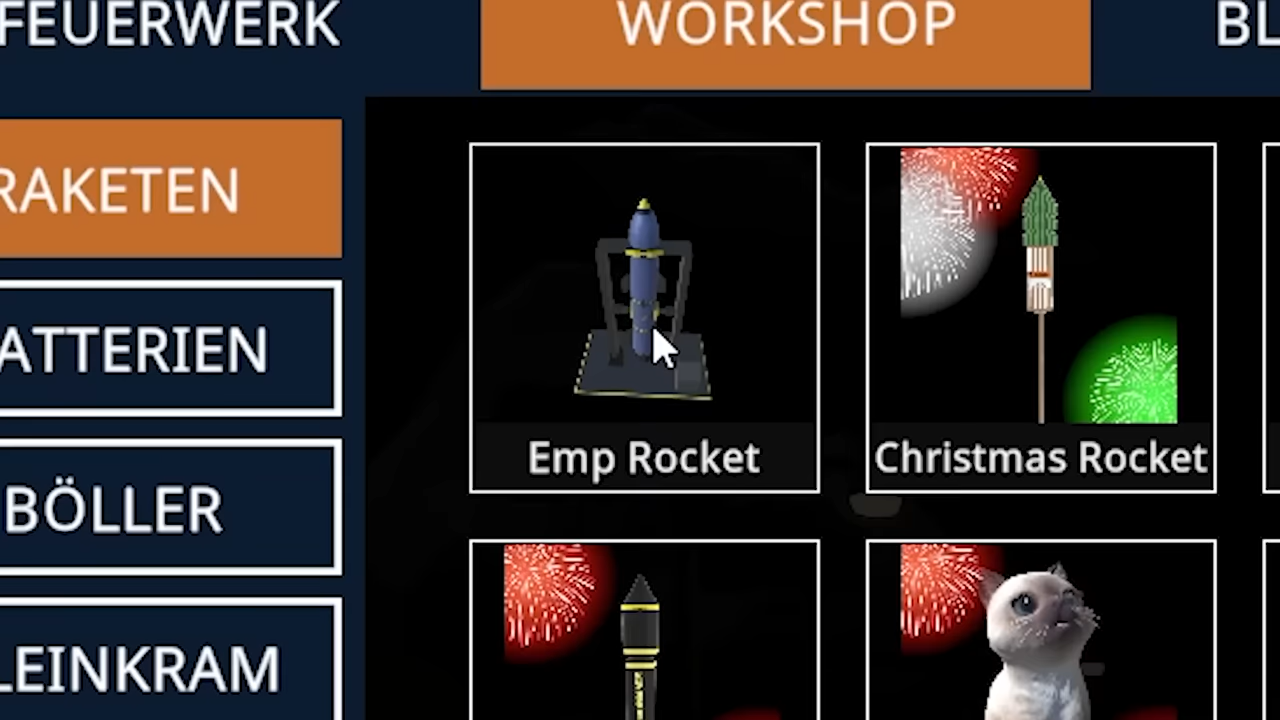 FEUERWERK
WORKSHOP
BL
RAKETEN
ATTERIEN
BÖLLER
LEINKRAM
Emp Rocket
Christmas Rocket